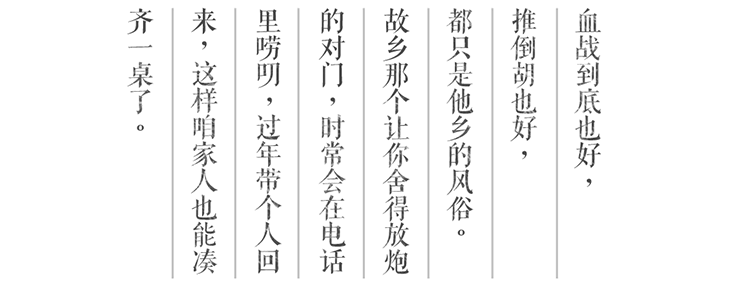 血战到底也好，
推倒胡也好，
都只是他乡的风俗。
故乡那个让你舍得放炮
的对门，时常会在电话
里唠叨，过年带个人回
来，这样咱家人也能凑
齐一桌了。